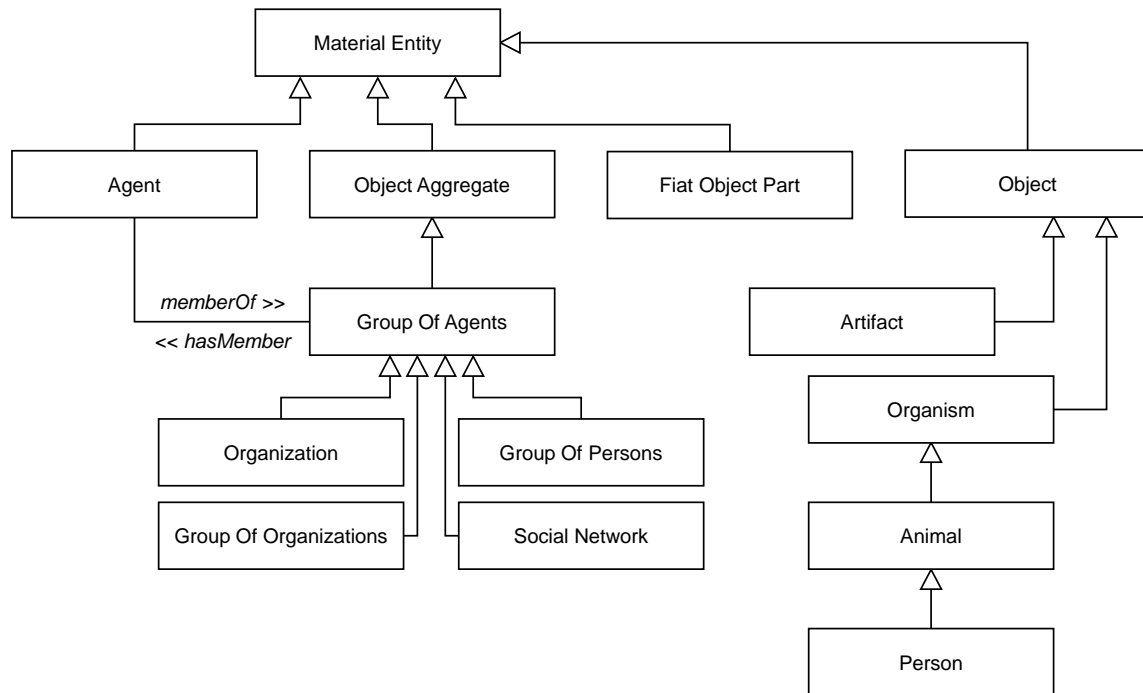 Material Entity
Agent
Object Aggregate
Fiat Object Part
Object
memberOf >>
<< hasMember
Group Of Agents
Artifact
Organism
Organization
Group Of Persons
Group Of Organizations
Social Network
Animal
Person